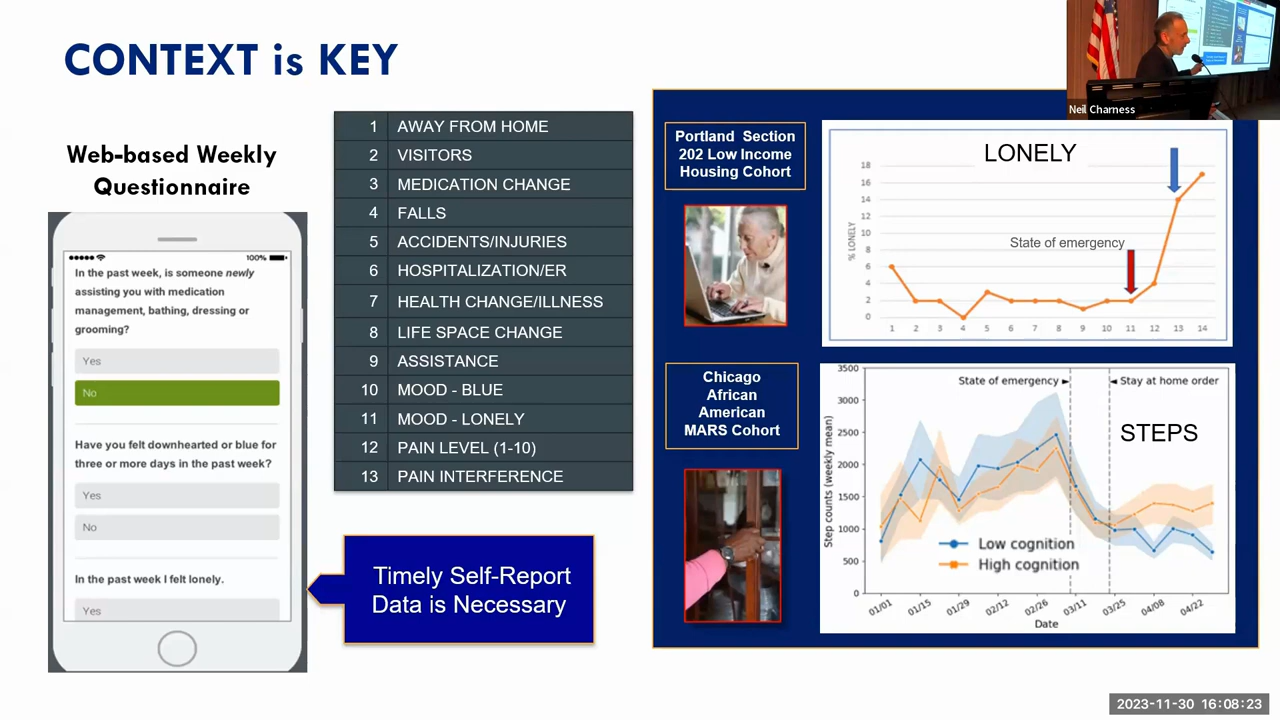 CONTEXT is KEY
Neil Charness
Web-based Weekly
Questionnaire
100%
In the past week, is someone newly
assisting you with medication
management, bathing, dressing or
grooming?
Yes
No
Have you felt downhearted or blue for
three or more days in the past week?
Yes
No
In the past week I felt lonely.
Yes
1 AWAY FROM HOME
2 VISITORS
3 MEDICATION CHANGE
4 FALLS
5 ACCIDENTS/INJURIES
6 HOSPITALIZATION/ER
7 HEALTH CHANGE/ILLNESS
8 LIFE SPACE CHANGE
9 ASSISTANCE
10 MOOD - BLUE
11 MOOD - LONELY
12 PAIN LEVEL (1-10)
13 PAIN INTERFERENCE
Timely Self-Report
Data is Necessary
Portland Section
202 Low Income
Housing Cohort
LONELY
% LONELY
18
16
14
12
10
8
6
4
2
0
State of emergency
1 2 3 4 5 6 7 8 9 10 11 12 13 14
Chicago
African
American
MARS Cohort
State of emergency
Stay at home order
STEPS
Step counts (weekly mean)
3500
3000
2500
2000
1500
1000
500
0
Low cognition
High cognition
01/01 01/15 01/29 02/12 02/26 03/11 03/25 04/08 04/22
Date
2023-11-30 16:08:23